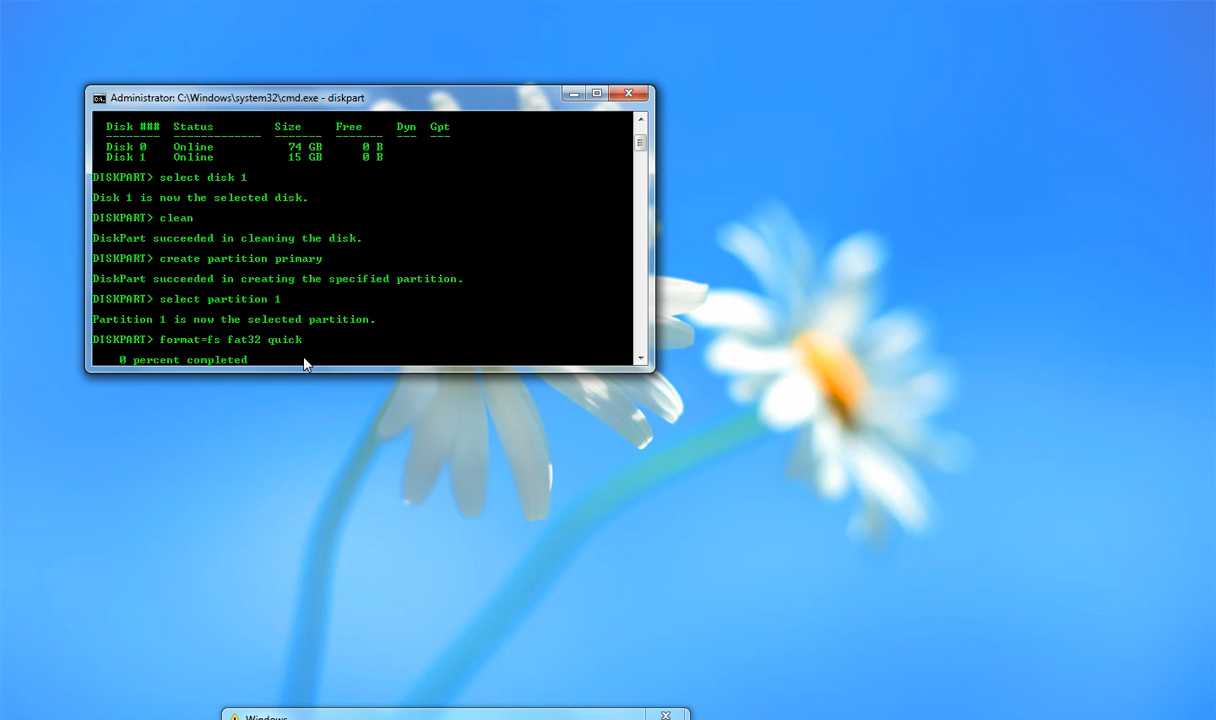 Administrator: C:\Windows\system32\cmd.exe - diskpart
Disk ### Status Size Free Dyn Gpt
Disk 0 Online 74 GB 0 B
Disk 1 Online 15 GB 0 B
DISKPART> select disk 1
Disk 1 is now the selected disk.
DISKPART> clean
DiskPart succeeded in cleaning the disk.
DISKPART> create partition primary
DiskPart succeeded in creating the specified partition.
DISKPART> select partition 1
Partition 1 is now the selected partition.
DISKPART> format=fs fat32 quick
0 percent completed
Windows